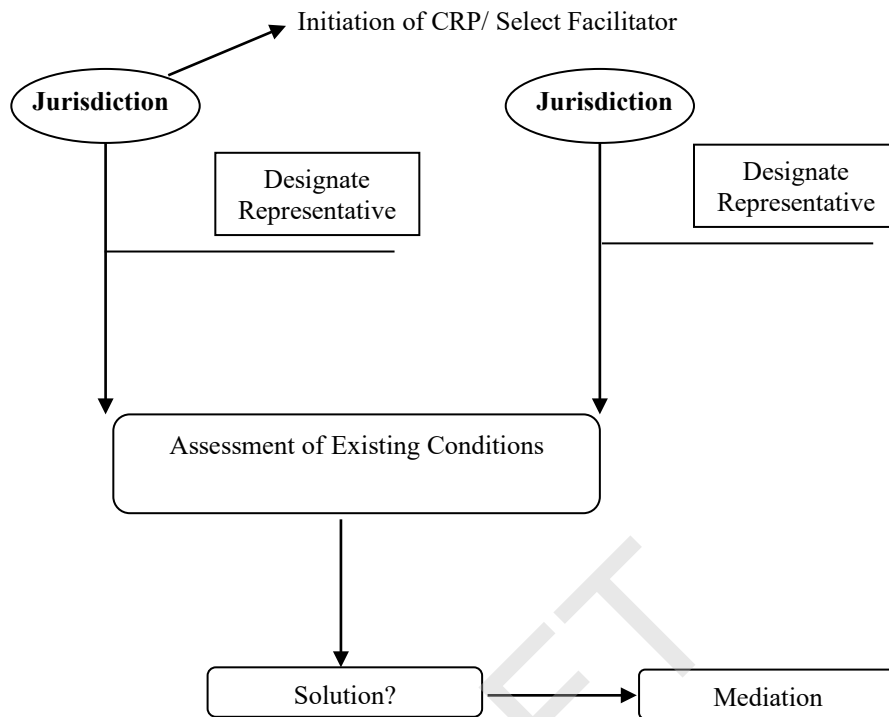 Initiation of CRP/ Select Facilitator
Jurisdiction
Jurisdiction
Designate
Representative
Designate
Representative
Assessment of Existing Conditions
Solution?
Mediation